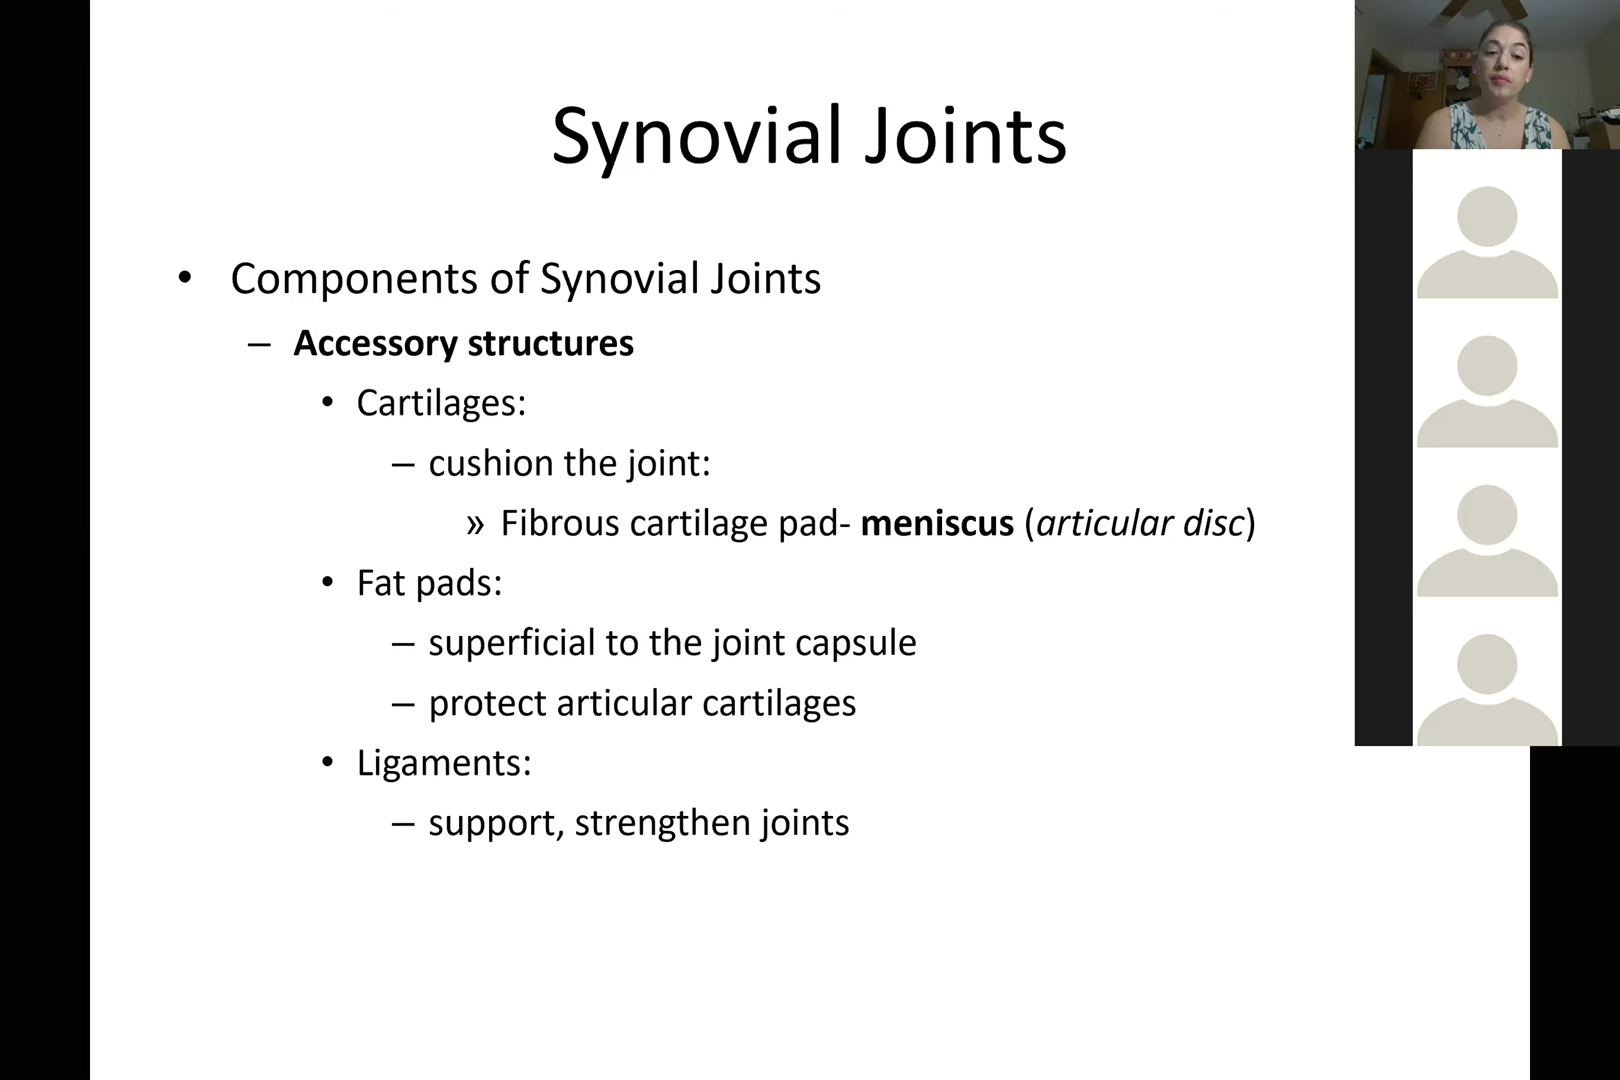 Synovial Joints
• Components of Synovial Joints
– Accessory structures
• Cartilages:
– cushion the joint:
» Fibrous cartilage pad- meniscus (articular disc)
• Fat pads:
– superficial to the joint capsule
– protect articular cartilages
• Ligaments:
– support, strengthen joints